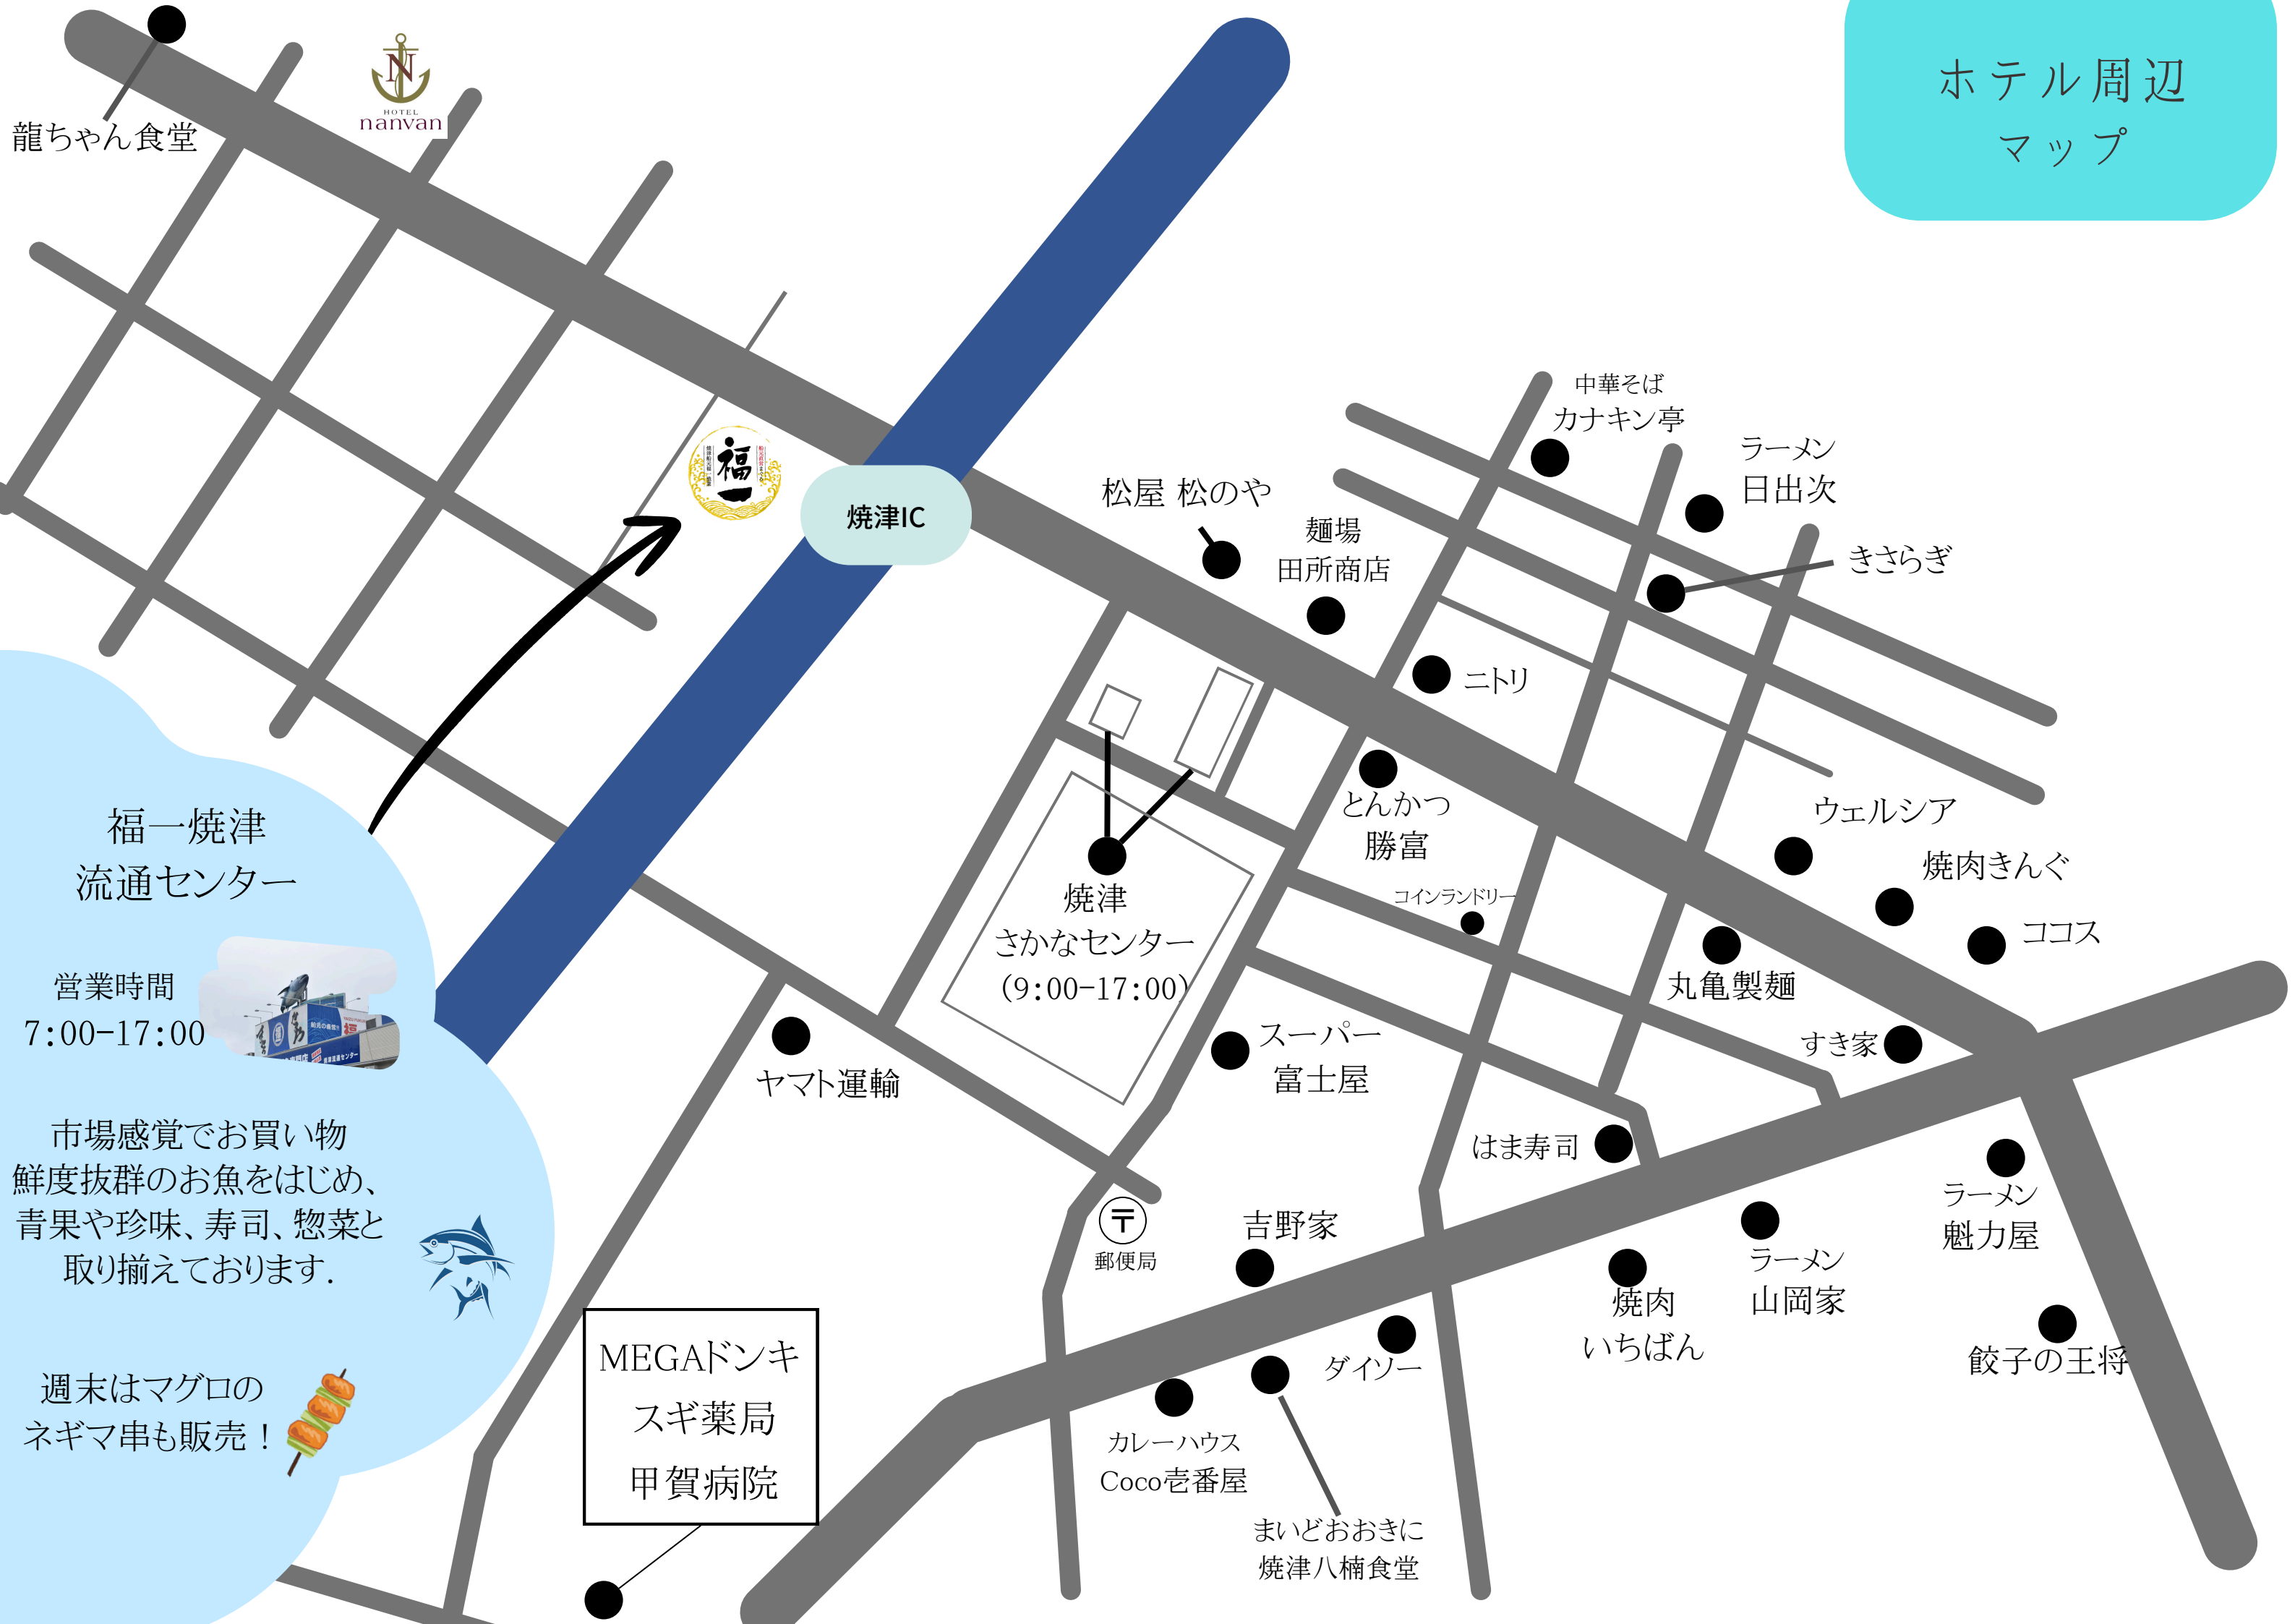 ホテル周辺
マップ
龍ちゃん食堂
N
HOTEL
nanvan
福一
焼津IC
中華そば
カナキン亭
ラーメン
日出次
きさらぎ
松屋 松のや
麺場
田所商店
ニトリ
とんかつ
勝富
コインランドリー
ウェルシア
焼肉きんぐ
ココス
丸亀製麺
すき家
焼津
さかなセンター
(9:00-17:00)
スーパー
富士屋
ヤマト運輸
はま寿司
〒
郵便局
吉野家
ダイソー
カレーハウス
Coco壱番屋
まいどおおきに
焼津八楠食堂
焼肉
いちばん
ラーメン
山岡家
ラーメン
魁力屋
餃子の王将
MEGAドンキ
スギ薬局
甲賀病院
福一焼津
流通センター
営業時間
7:00-17:00
市場感覚でお買い物
鮮度抜群のお魚をはじめ、
青果や珍味、寿司、惣菜と
取り揃えております.
週末はマグロの
ネギマ串も販売！